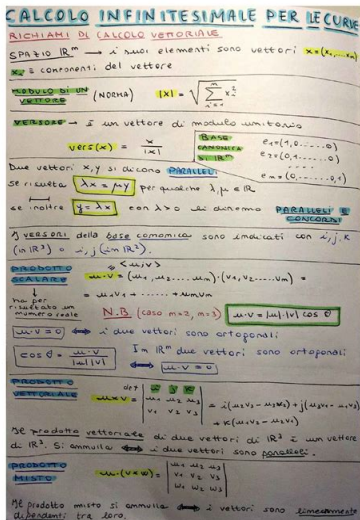 CALCOLO INFINITESIMALE PER LE CURVE
RICHIAMI DI CALCOLO VETTORIALE
SPAZIO ℝᵐ → i suoi elementi sono vettori x = (x₁,...xₘ)
xᵢ = componenti del vettore
MODULO DI UN VETTORE (NORMA) |x| = √(∑ᵢ₌₁ᵐ xᵢ²)
VERSORE → È un vettore di modulo unitario
vers(x) = x/|x|
BASE CANONICA DI ℝᵐ
e₁ = (1,0,.....0)
e₂ = (0,1,.....0)
eₘ = (0,.....0,1)
Due vettori x, y si dicono PARALLELI
se risulta λx = μy per qualche λ, μ ∈ ℝ
se inoltre y = λx con λ>0 si diranno PARALLELI E CONCORDI
I VERSORI della base canonica sono indicati con i, j, k
(in ℝ³) o i, j (in ℝ²).
PRODOTTO SCALARE
<u,v>
u·v = (u₁, u₂.....uₘ)·(v₁, v₂.....vₘ) =
= u₁v₁ + ...... + uₘvₘ
ha per risultato un numero reale
N.B (caso m=2, m=3) u·v = |u|·|v| cos θ
u·v = 0 ⟺ i due vettori sono ortogonali
cos θ = u·v / |u||v|
In ℝᵐ due vettori sono ortogonali
⟺ u·v = 0
PRODOTTO VETTORIALE
det
u×v = | i j k |
| u₁ u₂ u₃ |
| v₁ v₂ v₃ |
= i(u₂v₃ - u₃v₂) + j(u₃v₁ - u₁v₃)
+ k(u₁v₂ - u₂v₁)
Il prodotto vettoriale di due vettori di ℝ³ è un vettore
di ℝ³. Si annulla ⟺ i due vettori sono paralleli.
PRODOTTO MISTO
u·(v×w) = | u₁ u₂ u₃ |
| v₁ v₂ v₃ |
| w₁ w₂ w₃ |
Il prodotto misto si annulla ⟺ i vettori sono linearmente
dipendenti tra loro.